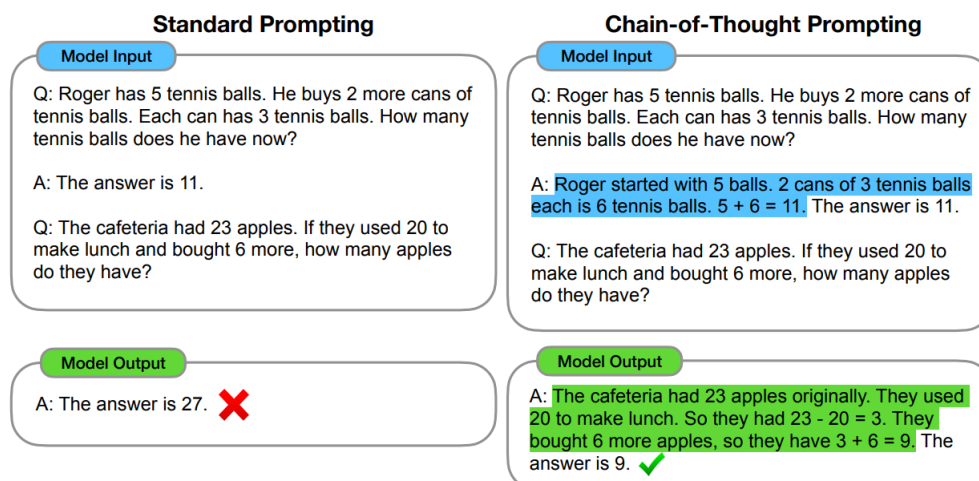 Standard Prompting
Model Input
Q: Roger has 5 tennis balls. He buys 2 more cans of
tennis balls. Each can has 3 tennis balls. How many
tennis balls does he have now?
A: The answer is 11.
Q: The cafeteria had 23 apples. If they used 20 to
make lunch and bought 6 more, how many apples
do they have?
Model Output
A: The answer is 27.
Chain-of-Thought Prompting
Model Input
Q: Roger has 5 tennis balls. He buys 2 more cans of
tennis balls. Each can has 3 tennis balls. How many
tennis balls does he have now?
A: Roger started with 5 balls. 2 cans of 3 tennis balls
each is 6 tennis balls. 5 + 6 = 11. The answer is 11.
Q: The cafeteria had 23 apples. If they used 20 to
make lunch and bought 6 more, how many apples
do they have?
Model Output
A: The cafeteria had 23 apples originally. They used
20 to make lunch. So they had 23 - 20 = 3. They
bought 6 more apples, so they have 3 + 6 = 9. The
answer is 9.